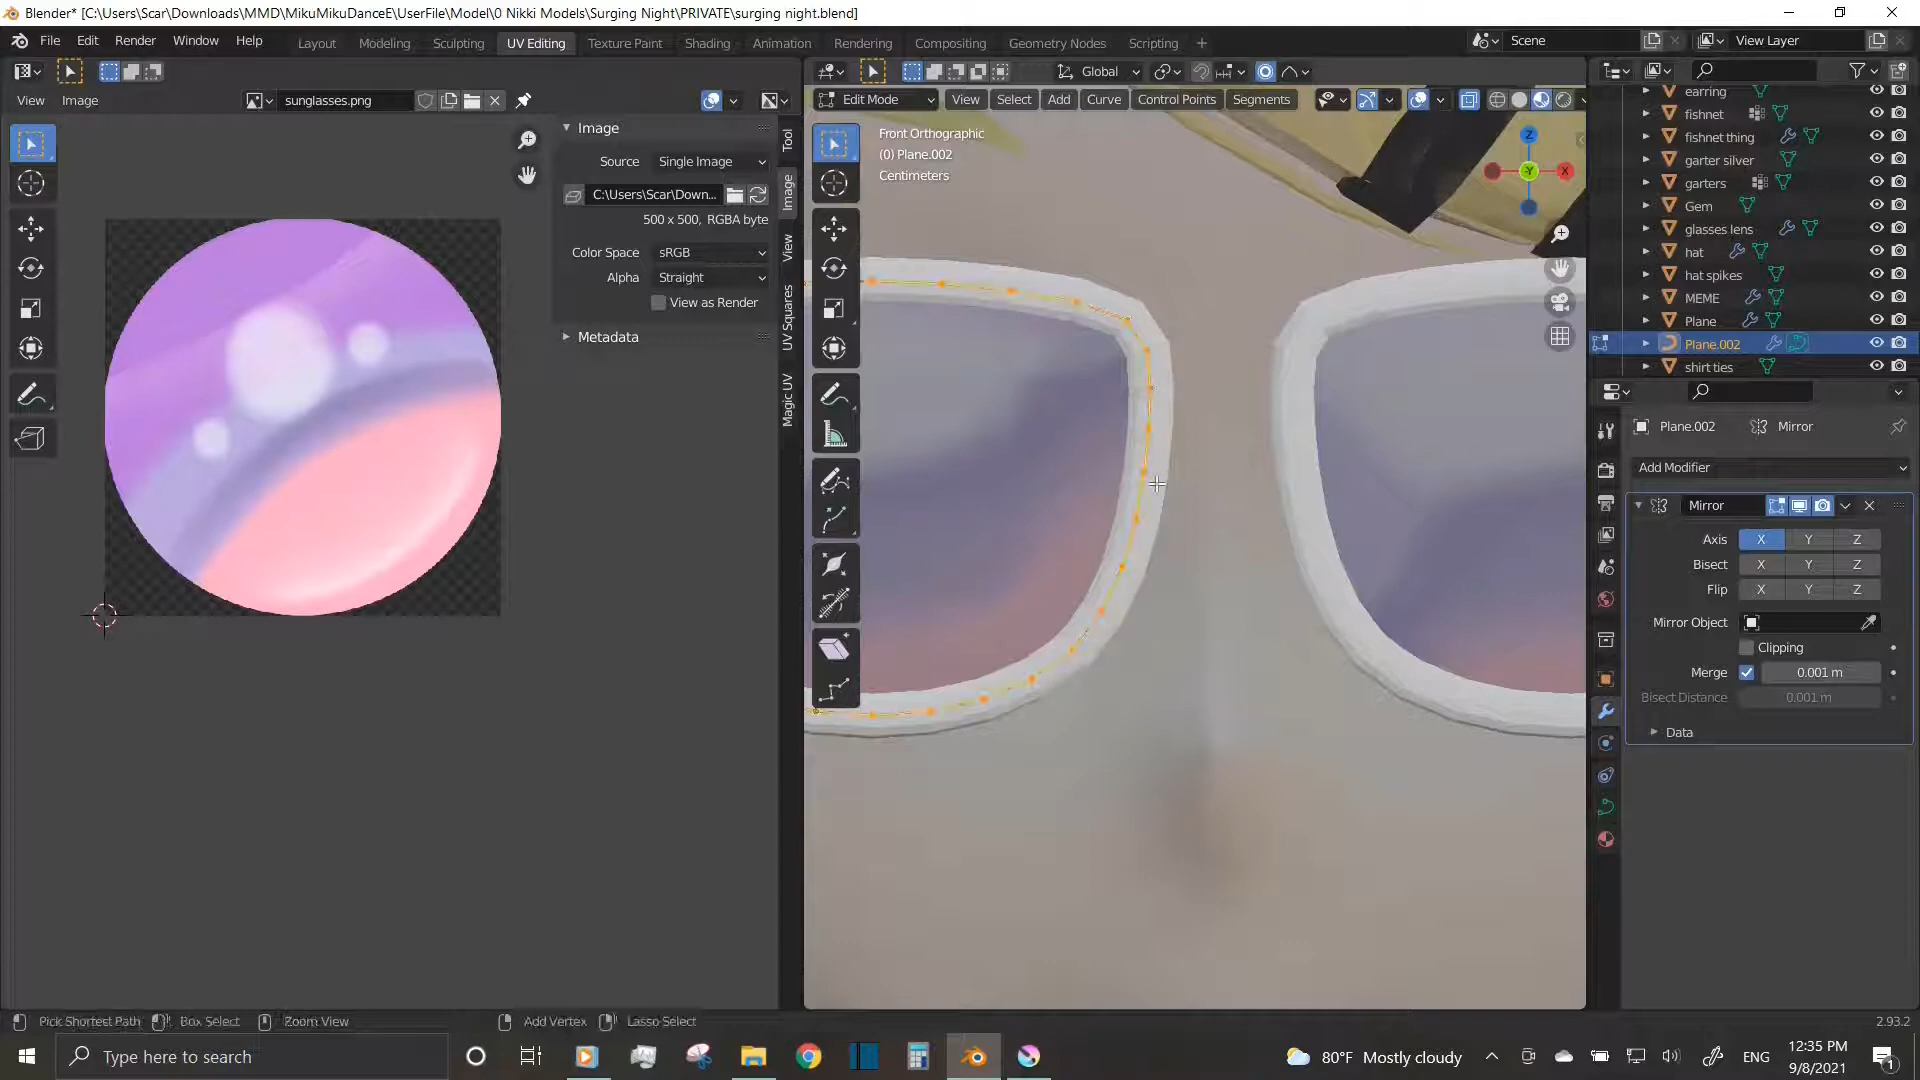 Blender* [C:\Users\Scar\Downloads\MMD\MikuMikuDanceE\UserFile\Model\0 Nikki Models\Surging Night\PRIVATE\surging night.blend]
File Edit Render Window Help
Layout Modeling Sculpting UV Editing Texture Paint Shading Animation Rendering Compositing Geometry Nodes Scripting +
Scene
View Layer
Global
View Image
sunglasses.png
Edit Mode View Select Add Curve Control Points Segments
Image
Source Single Image
C:\Users\Scar\Down...
500 x 500, RGBA byte
Color Space sRGB
Alpha Straight
View as Render
Metadata
Tool
Image
View
UV Squares
Magic UV
Front Orthographic
(0) Plane.002
Centimeters
Z
Y
X
earring
fishnet
fishnet thing
garter silver
garters
Gem
glasses lens
hat
hat spikes
MEME
Plane
Plane.002
shirt ties
Plane.002 Mirror
Add Modifier
Mirror
Axis X Y Z
Bisect X Y Z
Flip X Y Z
Mirror Object
Clipping
Merge 0.001 m
Bisect Distance 0.001 m
Data
Pick Shortest Path Box Select Zoom View Add Vertex Lasso Select
2.93.2
Type here to search
80°F Mostly cloudy
ENG
12:35 PM
9/8/2021
1